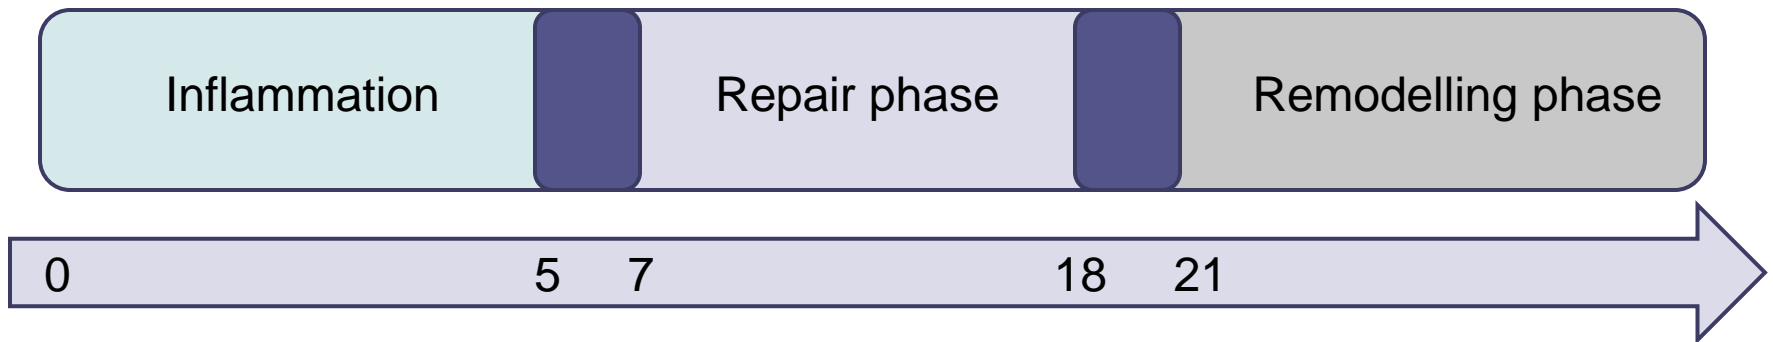 Inflammation Repair phase Remodelling phase
0 5 7 18 21